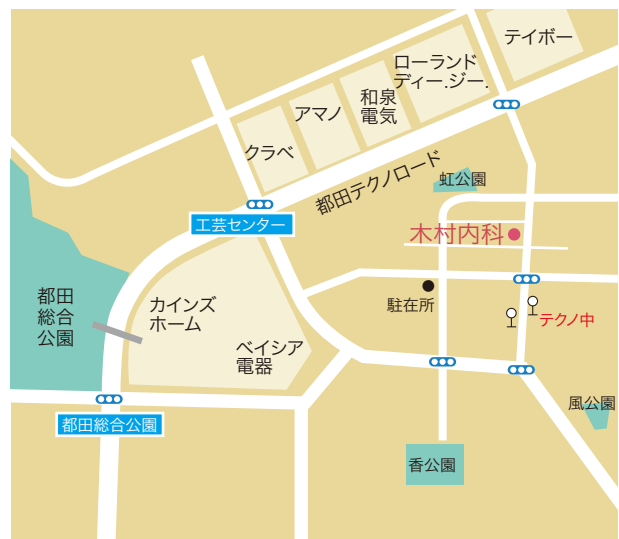 テイボー
ローランド
ディー.ジー.
和泉
電気
アマノ
クラベ
都田テクノロード
虹公園
工芸センター
木村内科
都田
総合
公園
カインズ
ホーム
駐在所
テクノ中
ベイシア
電器
風公園
都田総合公園
香公園